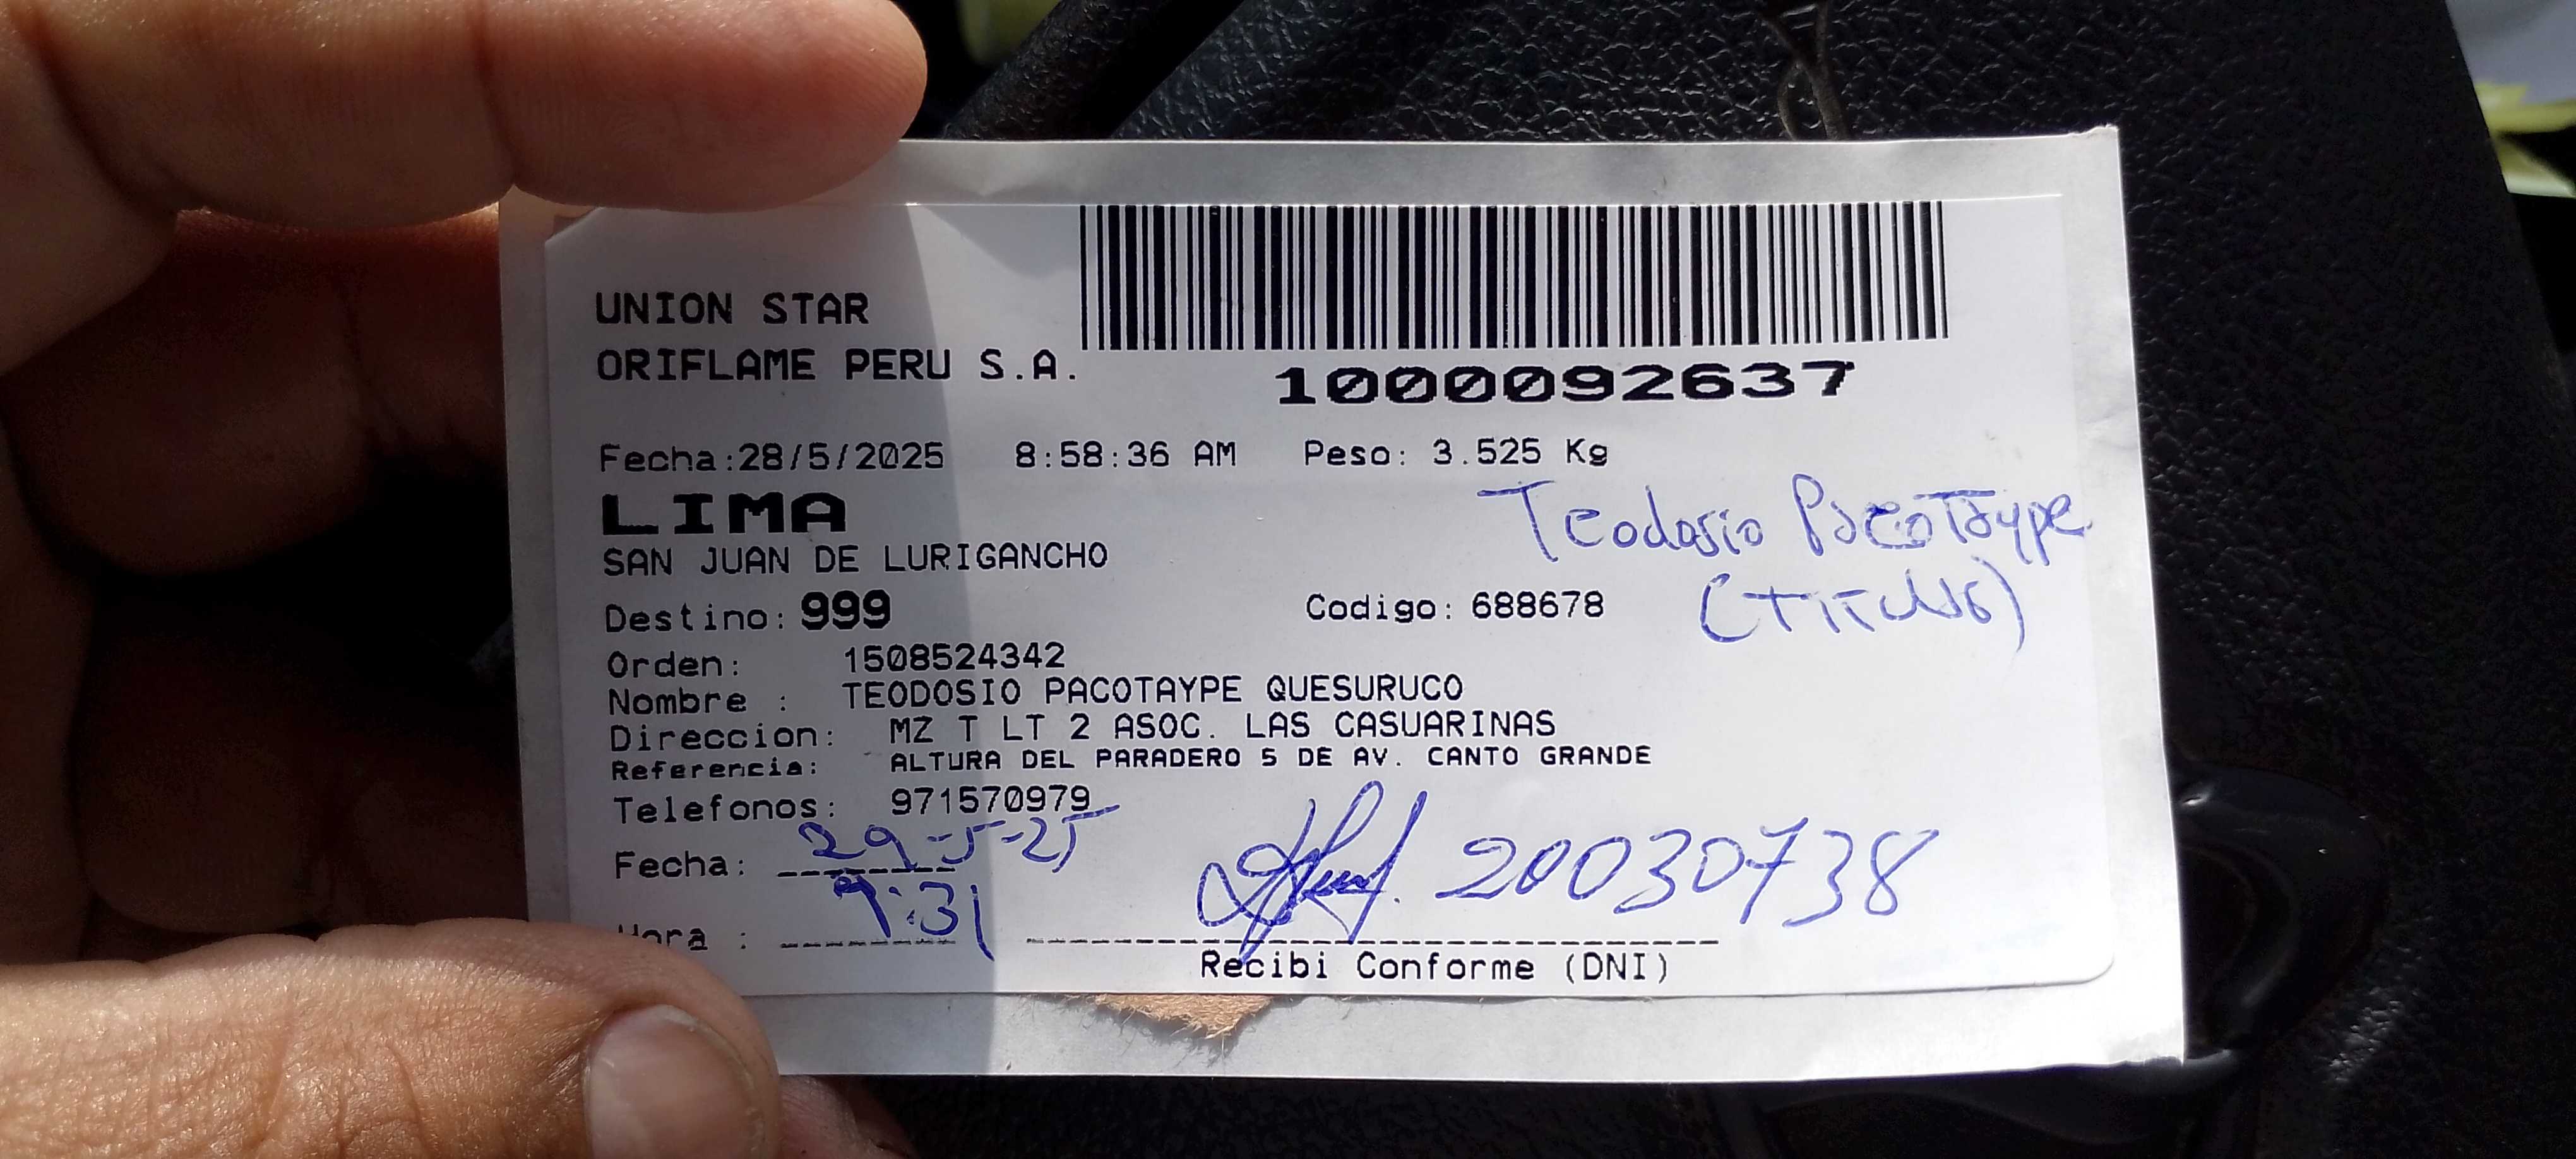 UNION STAR
ORIFLAME PERU S.A.
1000092637
Fecha:28/5/2025 8:58:36 AM Peso: 3.525 Kg
LIMA
SAN JUAN DE LURIGANCHO
Teodosio Pacotaype
(TITULAR)
Destino: 999 Codigo: 688678
Orden: 1508524342
Nombre : TEODOSIO PACOTAYPE QUESURUCO
Direccion: MZ T LT 2 ASOC. LAS CASUARINAS
Referencia: ALTURA DEL PARADERO 5 DE AV. CANTO GRANDE
Telefonos: 971570979
Fecha: 29-5-25
Hora : 9:31 20030738
Recibi Conforme (DNI)